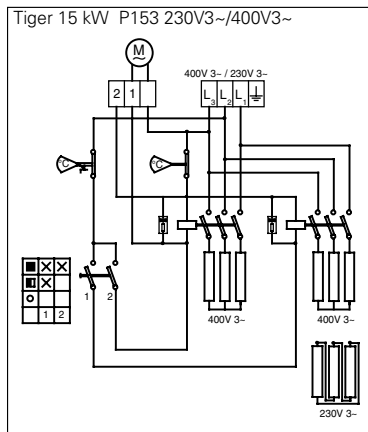 Tiger 15 kW P153 230V3~/400V3~
M
~
400V 3~ / 230V 3~
2 1
L3 L2 L1
°C
°C
1 2
400V 3~
400V 3~
1 2
230V 3~